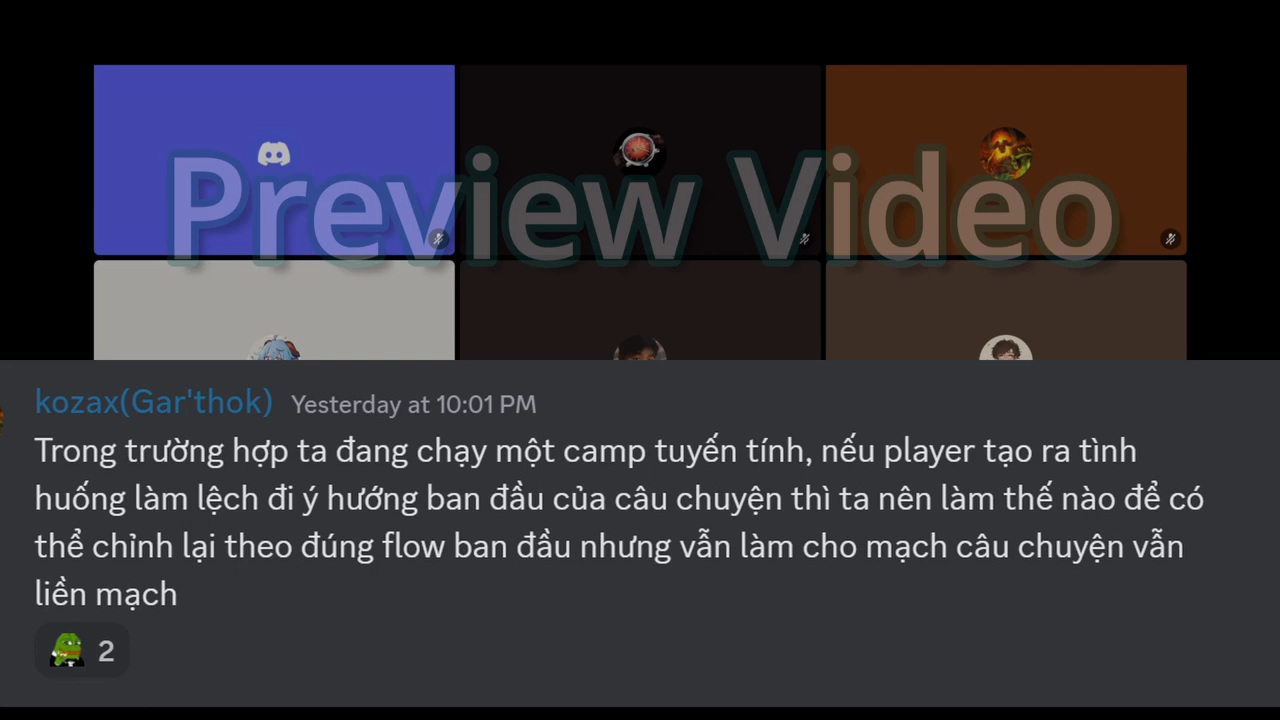 Preview Video
kozax(Gar'thok) Yesterday at 10:01 PM
Trong trường hợp ta đang chạy một camp tuyến tính, nếu player tạo ra tình
huống làm lệch đi ý hướng ban đầu của câu chuyện thì ta nên làm thế nào để có
thể chỉnh lại theo đúng flow ban đầu nhưng vẫn làm cho mạch câu chuyện vẫn
liền mạch
2